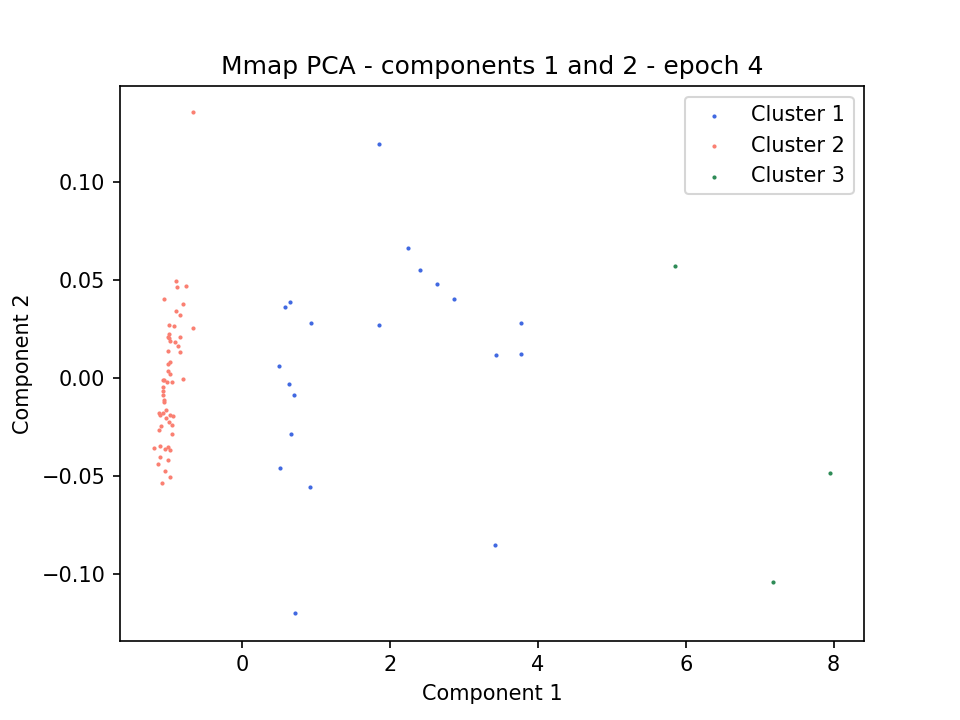 Mmap PCA - components 1 and 2 - epoch 4
Cluster 1
Cluster 2
Cluster 3
0.10
0.05
0.00
−0.05
−0.10
Component 2
0 2 4 6 8
Component 1